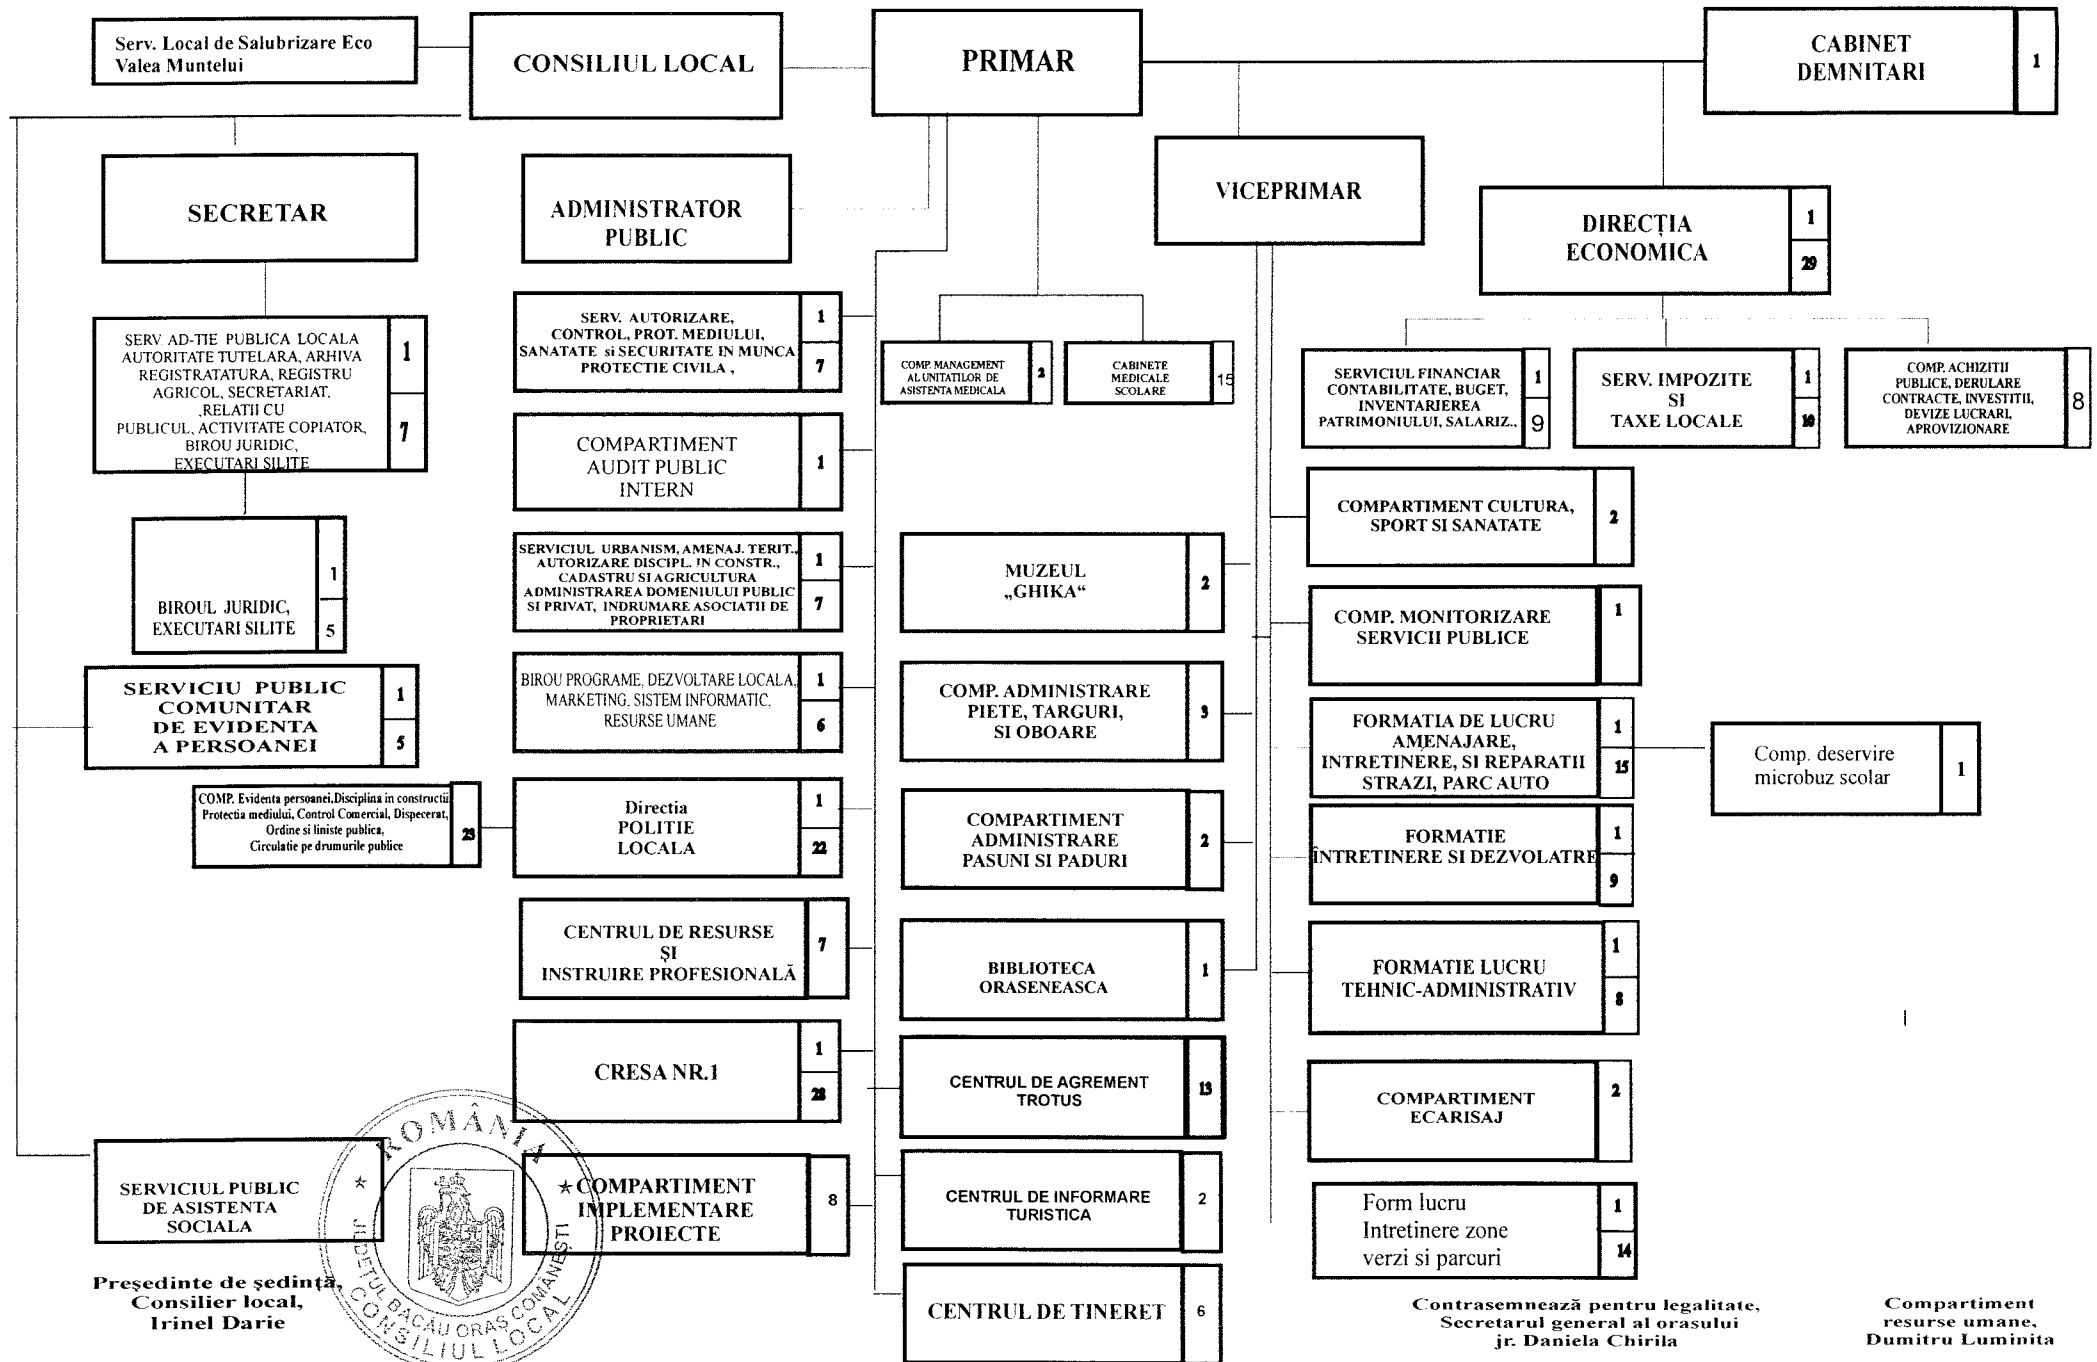 Serv. Local de Salubrizare Eco
Valea Muntelui
CONSILIUL LOCAL
PRIMAR
CABINET
DEMNITARI
1
SECRETAR
ADMINISTRATOR
PUBLIC
VICEPRIMAR
DIRECȚIA
ECONOMICA
1
29
SERV. AD-TIE PUBLICA LOCALA
AUTORITATE TUTELARA, ARHIVA
REGISTRATATURA, REGISTRU
AGRICOL, SECRETARIAT,
,RELATII CU
PUBLICUL, ACTIVITATE COPIATOR,
BIROU JURIDIC,
EXECUTARI SILITE
1
7
BIROUL JURIDIC,
EXECUTARI SILITE
1
5
SERVICIU PUBLIC
COMUNITAR
DE EVIDENTA
A PERSOANEI
1
5
COMP. Evidenta persoanei,Disciplina in constructii
Protectia mediului, Control Comercial, Dispecerat,
Ordine si liniste publica,
Circulatie pe drumurile publice
23
SERVICIUL PUBLIC
DE ASISTENTA
SOCIALA
SERV. AUTORIZARE,
CONTROL, PROT. MEDIULUI,
SANATATE si SECURITATE IN MUNCA
PROTECTIE CIVILA ,
1
7
COMPARTIMENT
AUDIT PUBLIC
INTERN
1
SERVICIUL URBANISM, AMENAJ. TERIT.,
AUTORIZARE DISCIPL. IN CONSTR.,
CADASTRU SI AGRICULTURA
ADMINISTRAREA DOMENIULUI PUBLIC
SI PRIVAT, INDRUMARE ASOCIATII DE
PROPRIETARI
1
7
BIROU PROGRAME, DEZVOLTARE LOCALA,
MARKETING, SISTEM INFORMATIC,
RESURSE UMANE
1
6
Directia
POLITIE
LOCALA
1
22
CENTRUL DE RESURSE
ȘI
INSTRUIRE PROFESIONALĂ
7
CRESA NR.1
1
28
COMPARTIMENT
IMPLEMENTARE
PROIECTE
8
COMP. MANAGEMENT
AL UNITATILOR DE
ASISTENTA MEDICALA
2
CABINETE
MEDICALE
SCOLARE
15
MUZEUL
„GHIKA“
2
COMP. ADMINISTRARE
PIETE, TARGURI,
SI OBOARE
3
COMPARTIMENT
ADMINISTRARE
PASUNI SI PADURI
2
BIBLIOTECA
ORASENEASCA
1
CENTRUL DE AGREMENT
TROTUS
13
CENTRUL DE INFORMARE
TURISTICA
2
CENTRUL DE TINERET
6
SERVICIUL FINANCIAR
CONTABILITATE, BUGET,
INVENTARIEREA
PATRIMONIULUI, SALARIZ.,
1
9
SERV. IMPOZITE
SI
TAXE LOCALE
1
10
COMP. ACHIZITII
PUBLICE, DERULARE
CONTRACTE, INVESTITII,
DEVIZE LUCRARI,
APROVIZIONARE
8
COMPARTIMENT CULTURA,
SPORT SI SANATATE
2
COMP. MONITORIZARE
SERVICII PUBLICE
1
FORMATIA DE LUCRU
AMENAJARE,
INTRETINERE, SI REPARATII
STRAZI, PARC AUTO
1
15
Comp. deservire
microbuz scolar
1
FORMATIE
ÎNTRETINERE SI DEZVOLATRE
1
9
FORMATIE LUCRU
TEHNIC-ADMINISTRATIV
1
8
COMPARTIMENT
ECARISAJ
2
Form lucru
Intretinere zone
verzi si parcuri
1
14
ROMÂNIA
JUDEȚUL BACĂU ORAȘ COMĂNEȘTI
CONSILIUL LOCAL
Președinte de ședință,
Consilier local,
Irinel Darie
Contrasemnează pentru legalitate,
Secretarul general al orasului
jr. Daniela Chirila
Compartiment
resurse umane,
Dumitru Luminita